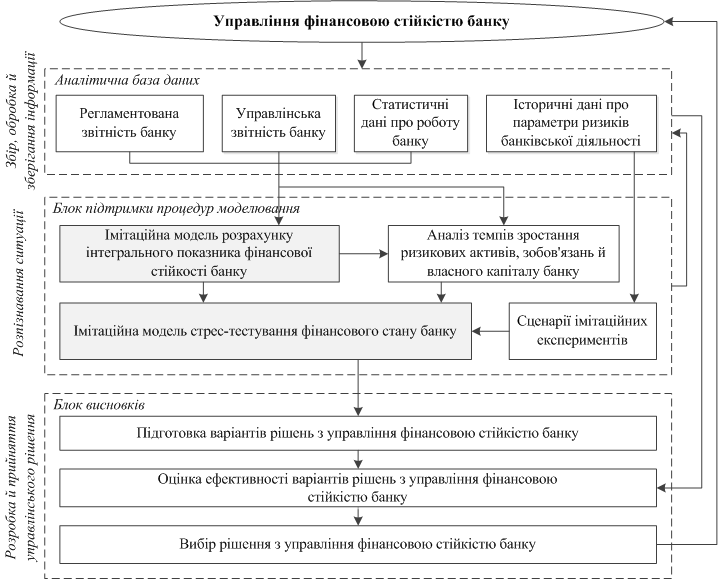 Управління фінансовою стійкістю банку
Збір, обробка й
зберігання інформації
Аналітична база даних
Регламентована
звітність банку
Управлінська
звітність банку
Статистичні
дані про роботу
банку
Історичні дані про
параметри ризиків
банківської діяльності
Розпізнавання ситуації
Блок підтримки процедур моделювання
Імітаційна модель розрахунку
інтегрального показника фінансової
стійкості банку
Аналіз темпів зростання
ризикових активів, зобов'язань й
власного капіталу банку
Імітаційна модель стрес-тестування фінансового стану банку
Сценарії імітаційних
експериментів
Розробка й прийняття
управлінського рішення
Блок висновків
Підготовка варіантів рішень з управління фінансовою стійкістю банку
Оцінка ефективності варіантів рішень з управління фінансовою
стійкістю банку
Вибір рішення з управління фінансовою стійкістю банку